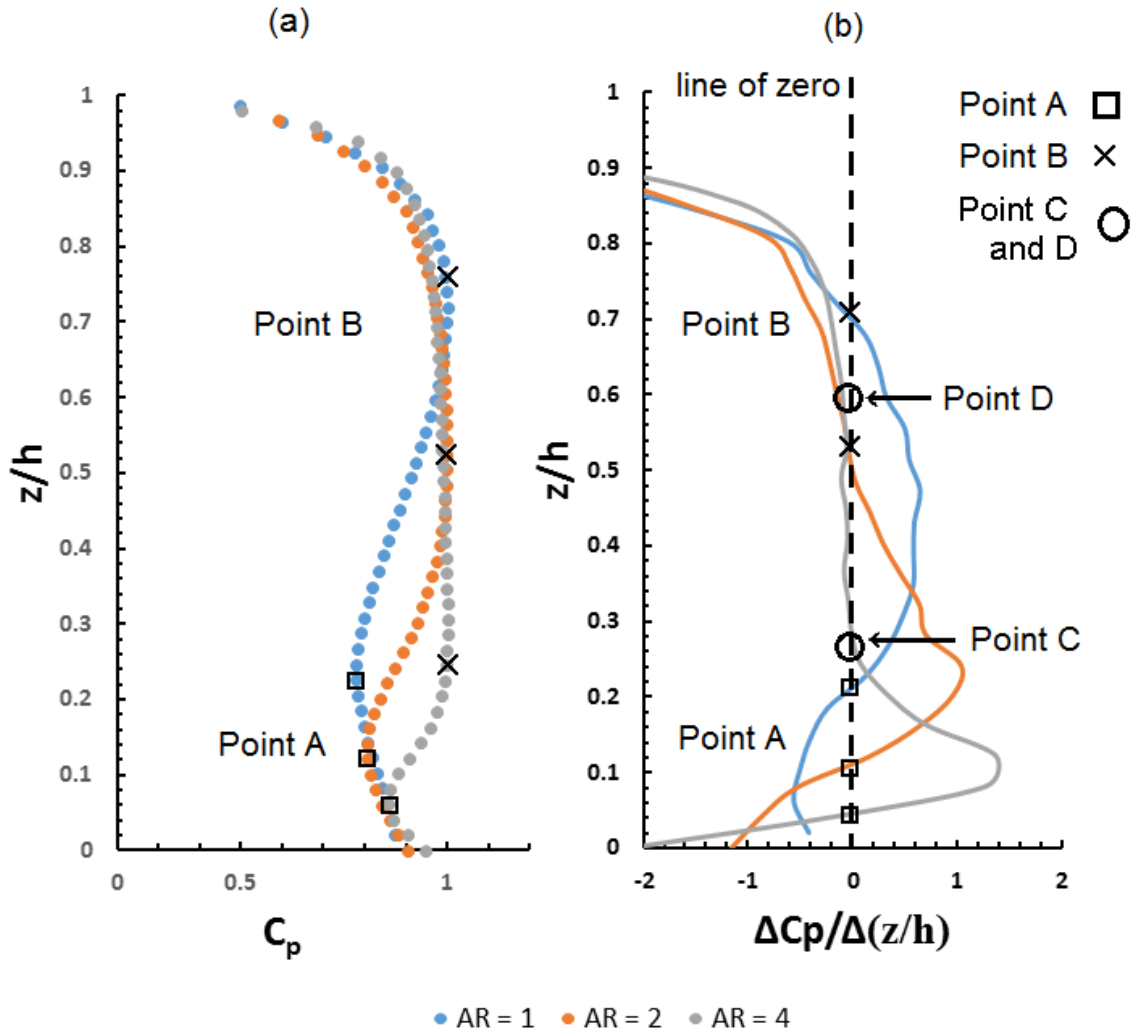 (a)
1
0.9
0.8
0.7
0.6
0.5
0.4
0.3
0.2
0.1
0
z/h
Point B
Point A
0
0.5
1
Cp
(b)
line of zero
Point A
Point B
Point C
and D
1
0.9
0.8
0.7
0.6
0.5
0.4
0.3
0.2
0.1
0
z/h
Point B
Point D
Point C
Point A
-2
-1
0
1
2
ΔCp/Δ(z/h)
AR = 1 AR = 2 AR = 4